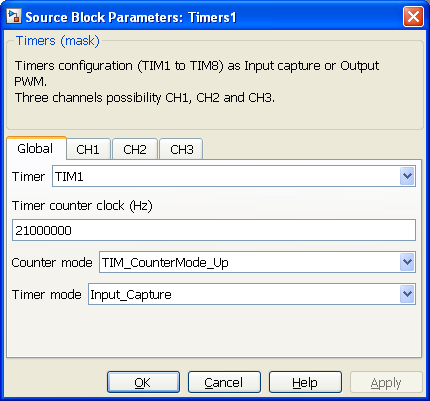 Source Block Parameters: Timers1
Timers (mask)
Timers configuration (TIM1 to TIM8) as Input capture or Output
PWM.
Three channels possibility CH1, CH2 and CH3.
Global CH1 CH2 CH3
Timer TIM1
Timer counter clock (Hz)
21000000
Counter mode TIM_CounterMode_Up
Timer mode Input_Capture
OK Cancel Help Apply